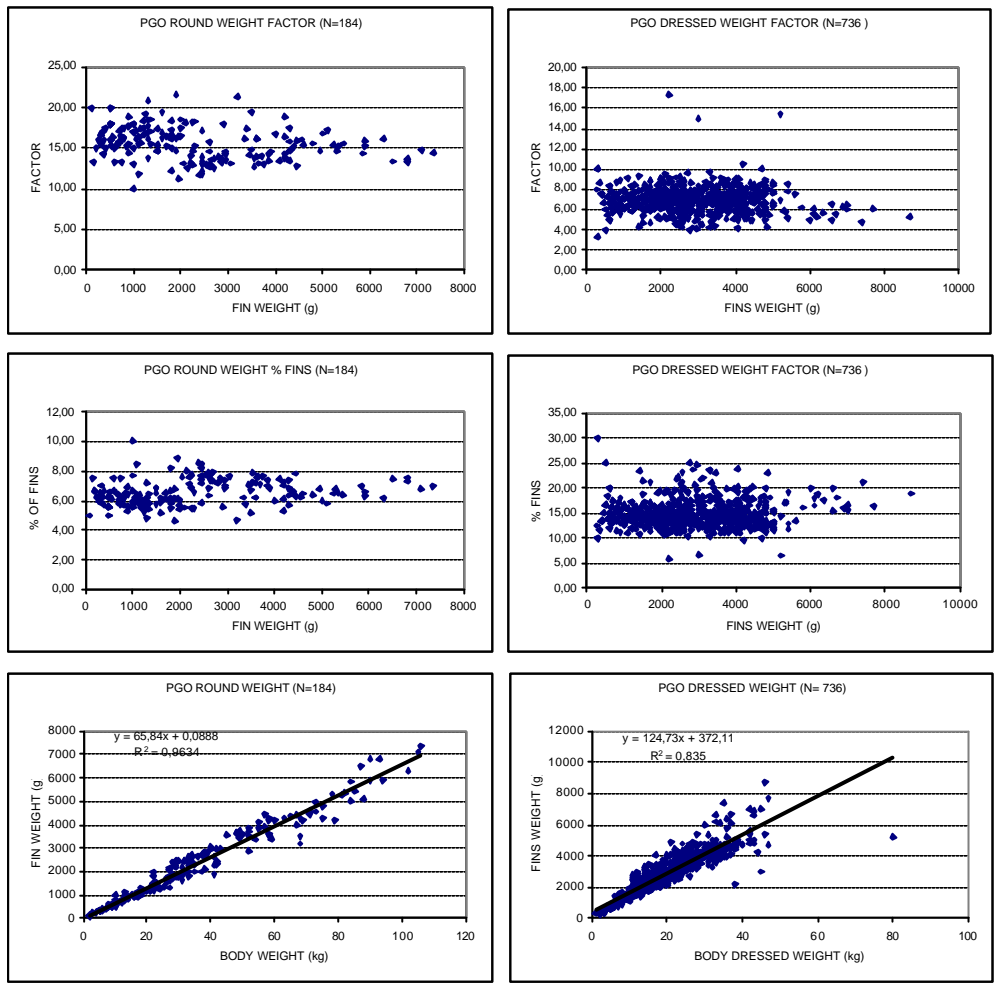 PGO ROUND WEIGHT FACTOR (N=184)
25,00
20,00
15,00
10,00
5,00
0,00
FACTOR
0 1000 2000 3000 4000 5000 6000 7000 8000
FIN WEIGHT (g)
PGO DRESSED WEIGHT FACTOR (N=736 )
20,00
18,00
16,00
14,00
12,00
10,00
8,00
6,00
4,00
2,00
0,00
FACTOR
0 2000 4000 6000 8000 10000
FINS WEIGHT (g)
PGO ROUND WEIGHT % FINS (N=184)
12,00
10,00
8,00
6,00
4,00
2,00
0,00
% OF FINS
0 1000 2000 3000 4000 5000 6000 7000 8000
FIN WEIGHT (g)
PGO DRESSED WEIGHT FACTOR (N=736 )
35,00
30,00
25,00
20,00
15,00
10,00
5,00
0,00
% FINS
0 2000 4000 6000 8000 10000
FINS WEIGHT (g)
PGO ROUND WEIGHT (N=184)
y = 65,84x + 0,0888
R² = 0,9634
8000
7000
6000
5000
4000
3000
2000
1000
0
FIN WEIGHT (g)
0 20 40 60 80 100 120
BODY WEIGHT (kg)
PGO DRESSED WEIGHT (N= 736)
y = 124,73x + 372,11
R² = 0,835
12000
10000
8000
6000
4000
2000
0
FINS WEIGHT (g)
0 20 40 60 80 100
BODY DRESSED WEIGHT (kg)